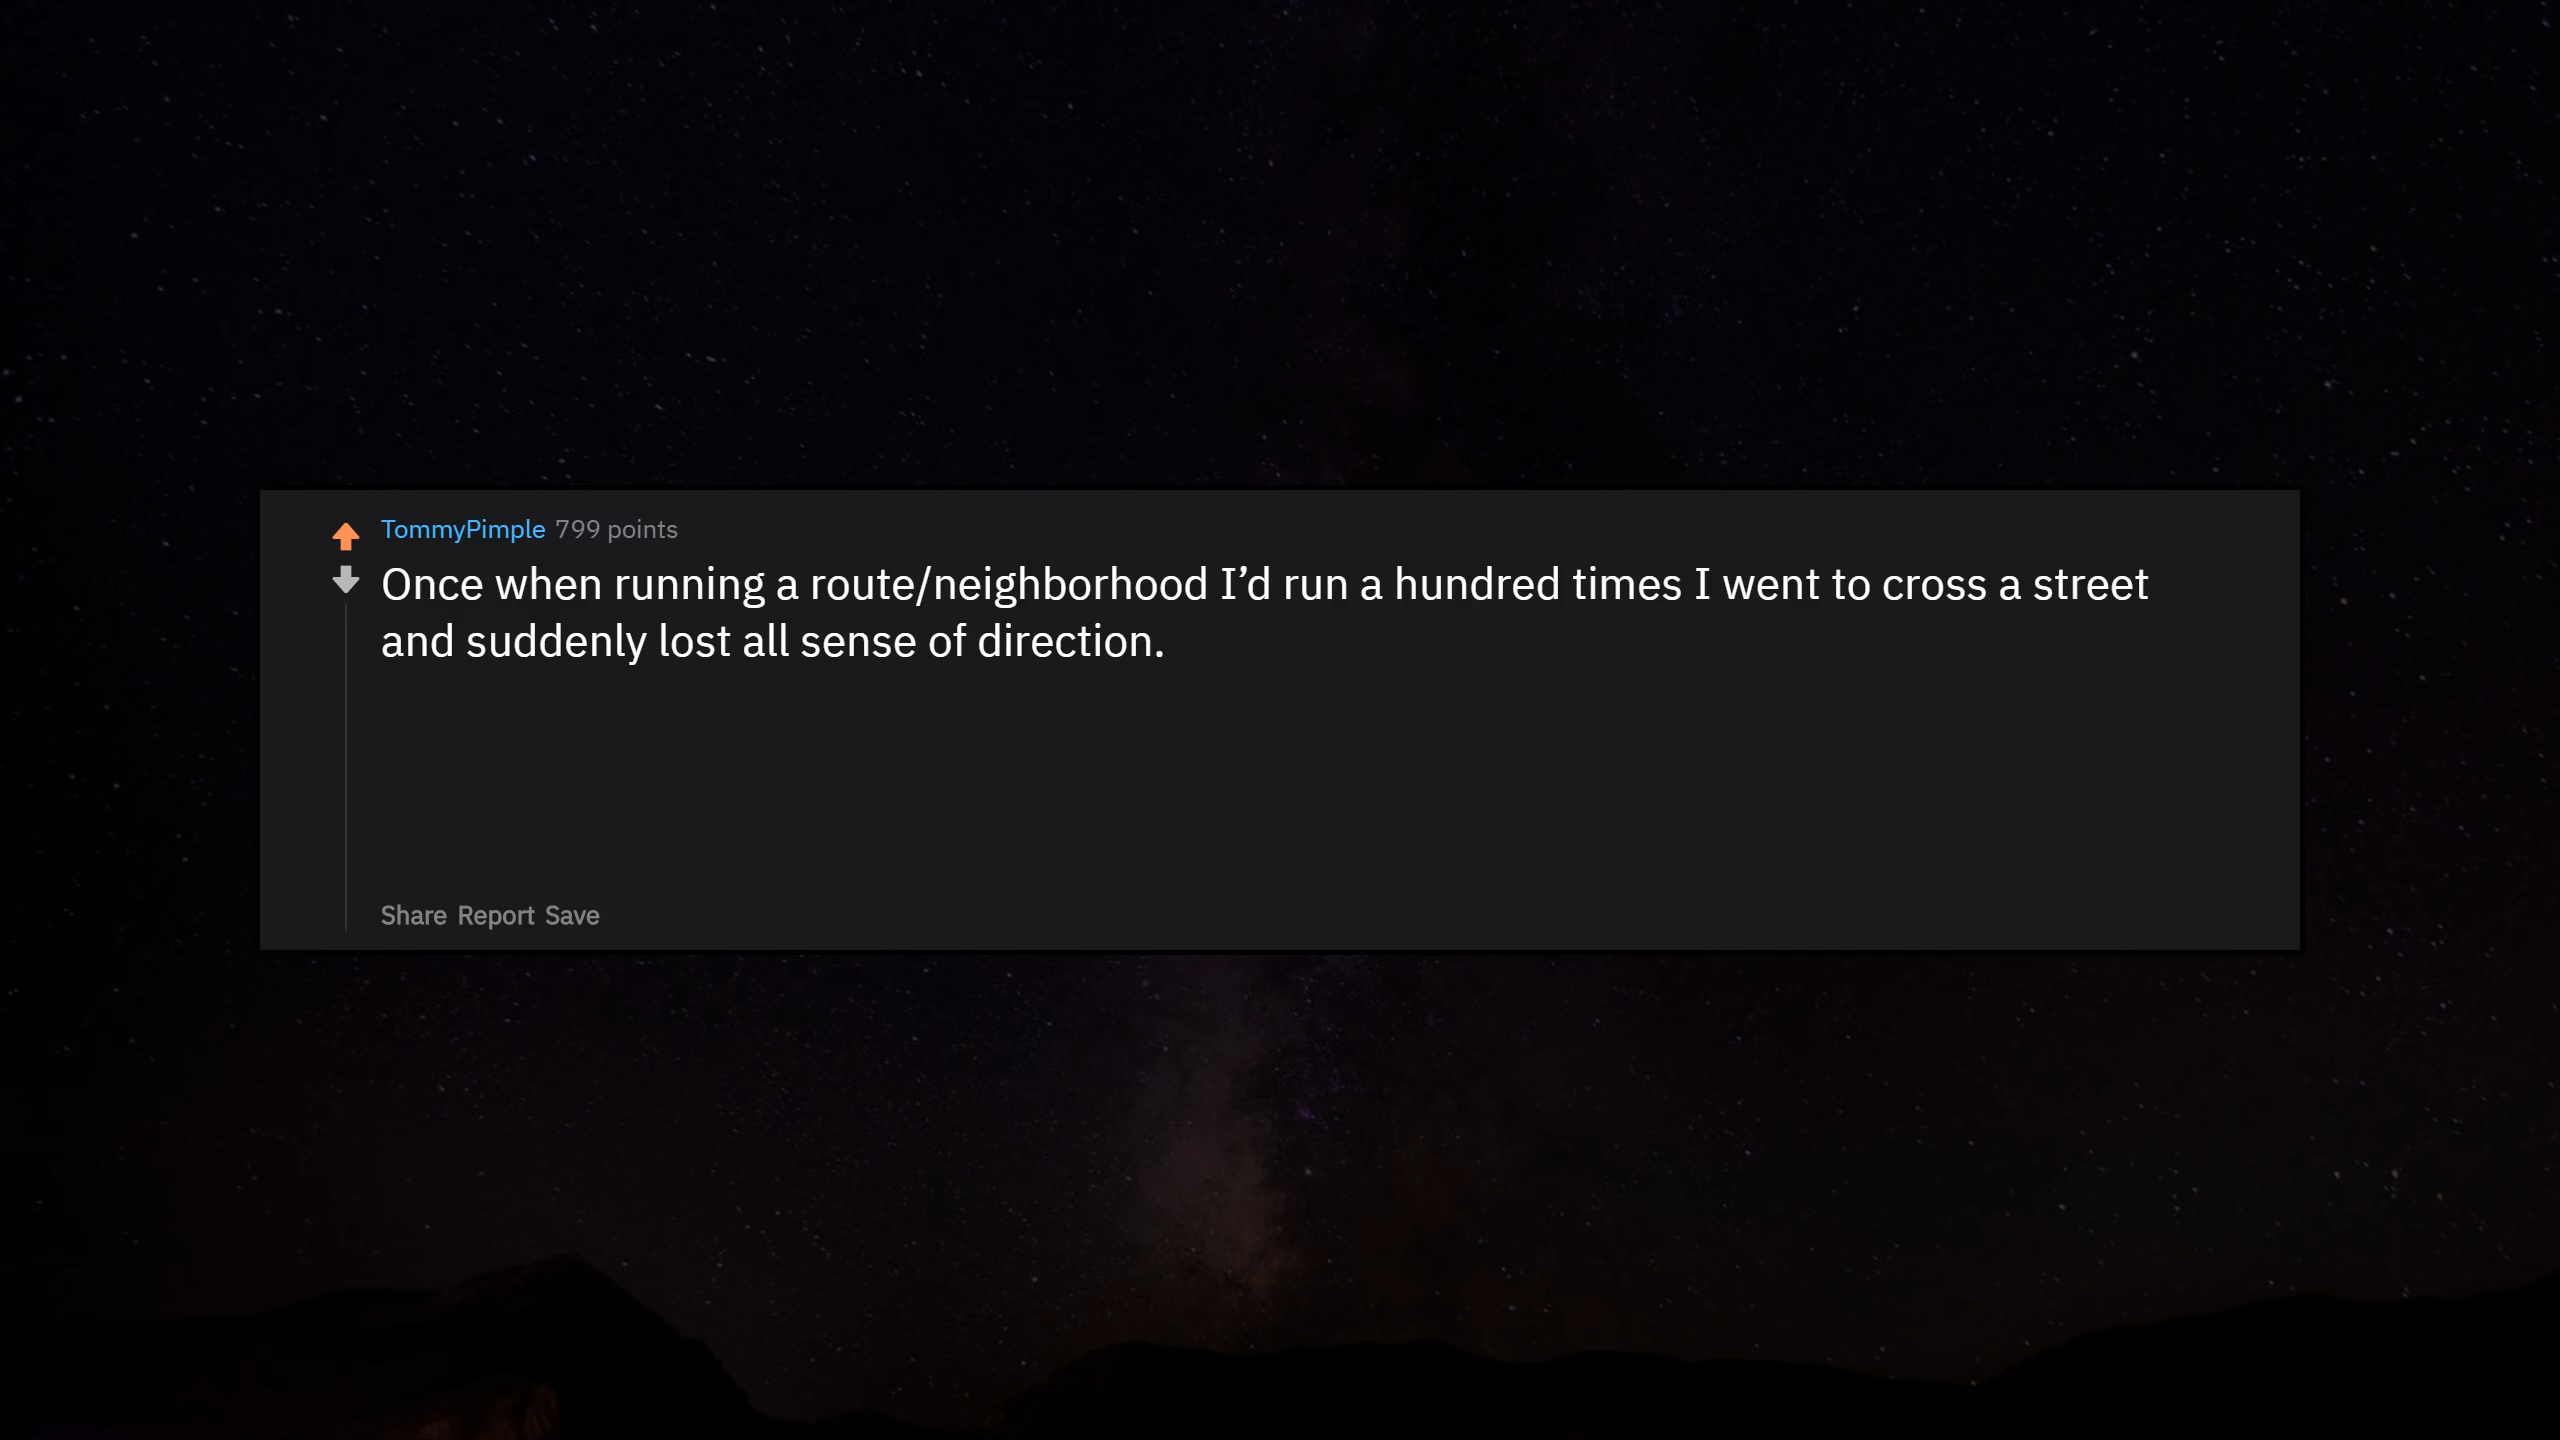 TommyPimple 799 points
Once when running a route/neighborhood I’d run a hundred times I went to cross a street
and suddenly lost all sense of direction.
Share Report Save